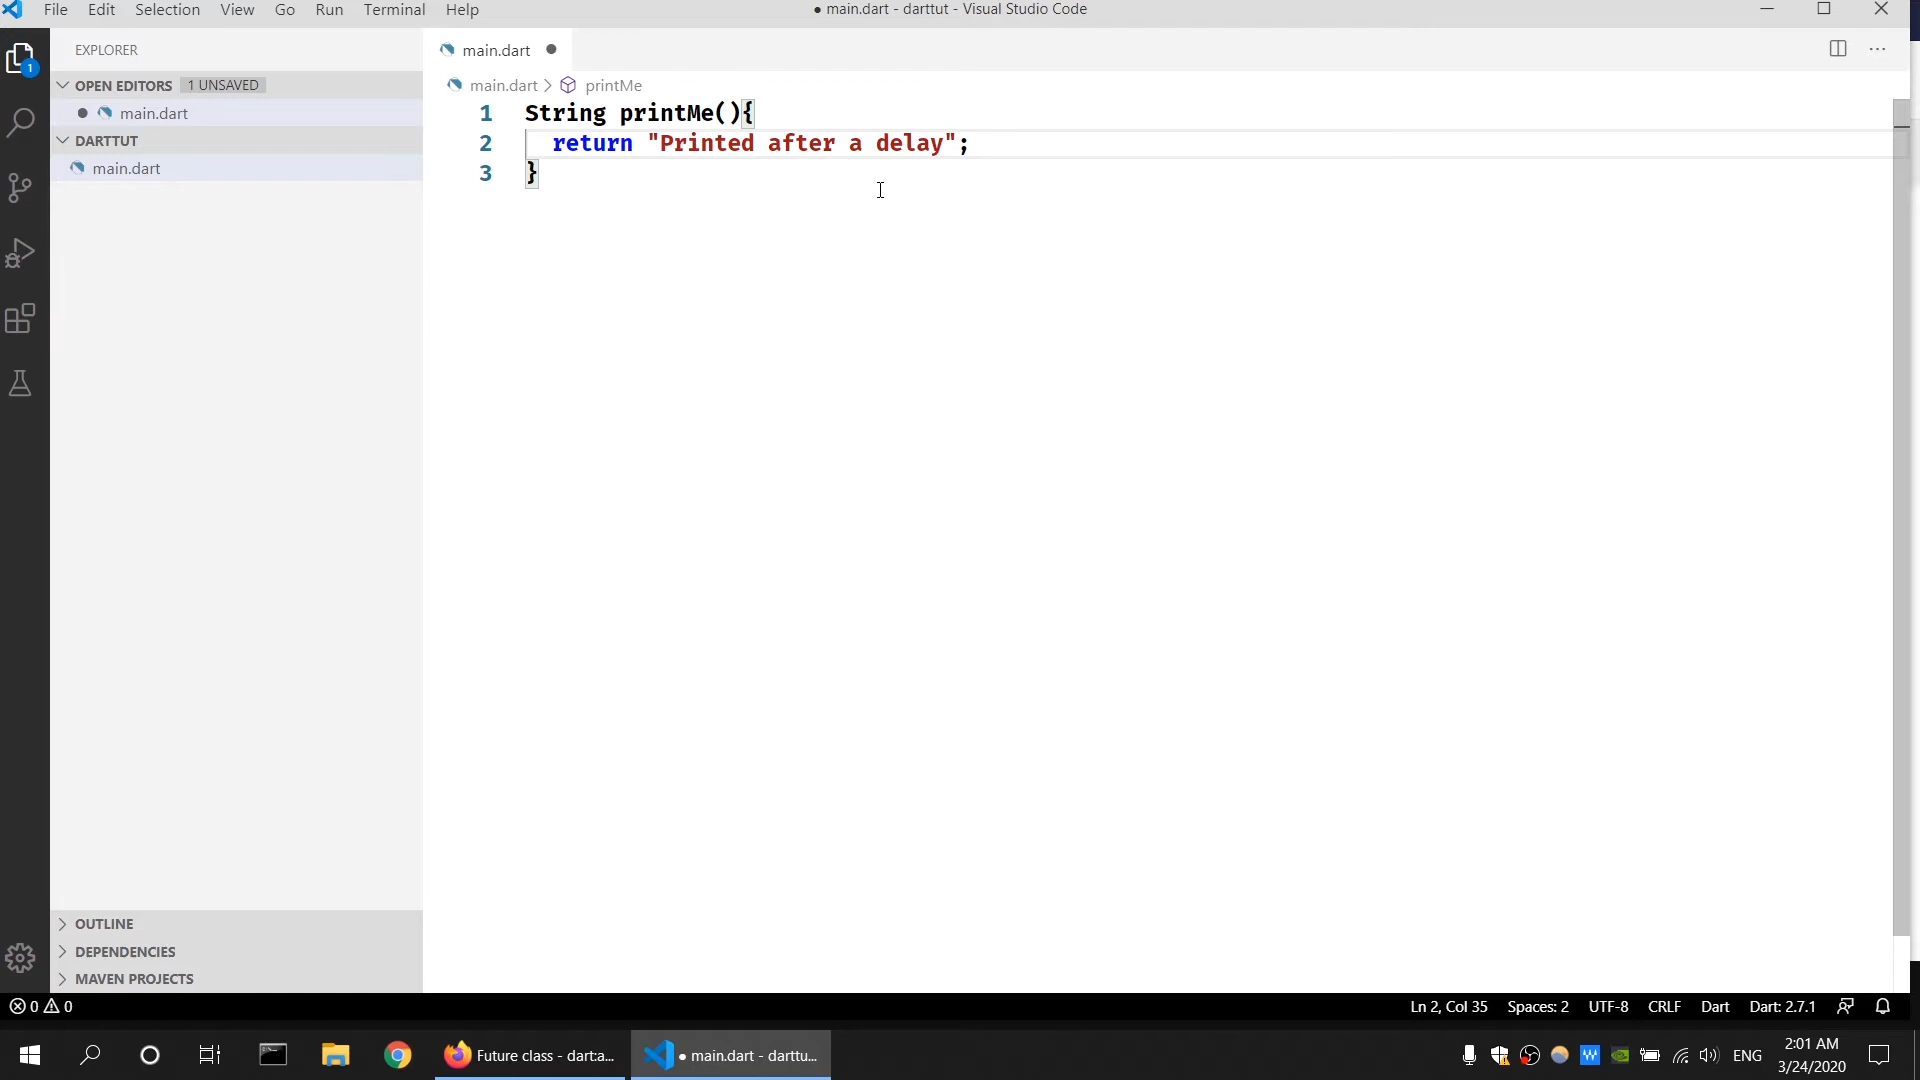 File Edit Selection View Go Run Terminal Help
● main.dart - darttut - Visual Studio Code
EXPLORER
1
OPEN EDITORS 1 UNSAVED
● main.dart
DARTTUT
main.dart
OUTLINE
DEPENDENCIES
MAVEN PROJECTS
main.dart ●
main.dart > printMe
1 String printMe(){
2 return "Printed after a delay";
3 }
0 0
Ln 2, Col 35 Spaces: 2 UTF-8 CRLF Dart Dart: 2.7.1
Future class - dart:a...
● main.dart - darttu...
ENG
2:01 AM
3/24/2020